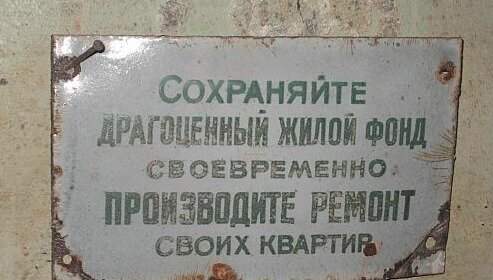 СОХРАНЯЙТЕ
ДРАГОЦЕННЫЙ ЖИЛОЙ ФОНД
СВОЕВРЕМЕННО
ПРОИЗВОДИТЕ РЕМОНТ
СВОИХ КВАРТИР